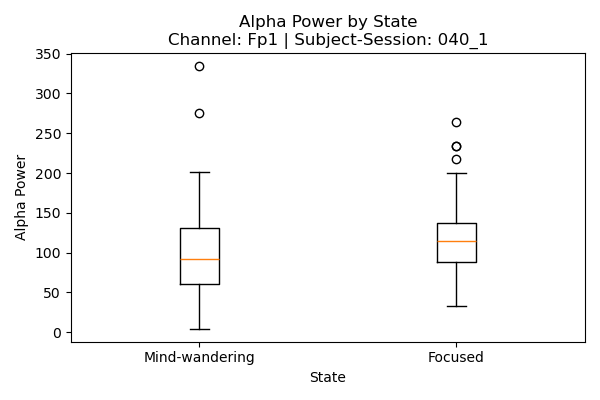 Alpha Power by State
Channel: Fp1 | Subject-Session: 040_1
350
300
250
200
150
100
50
0
Alpha Power
Mind-wandering
Focused
State